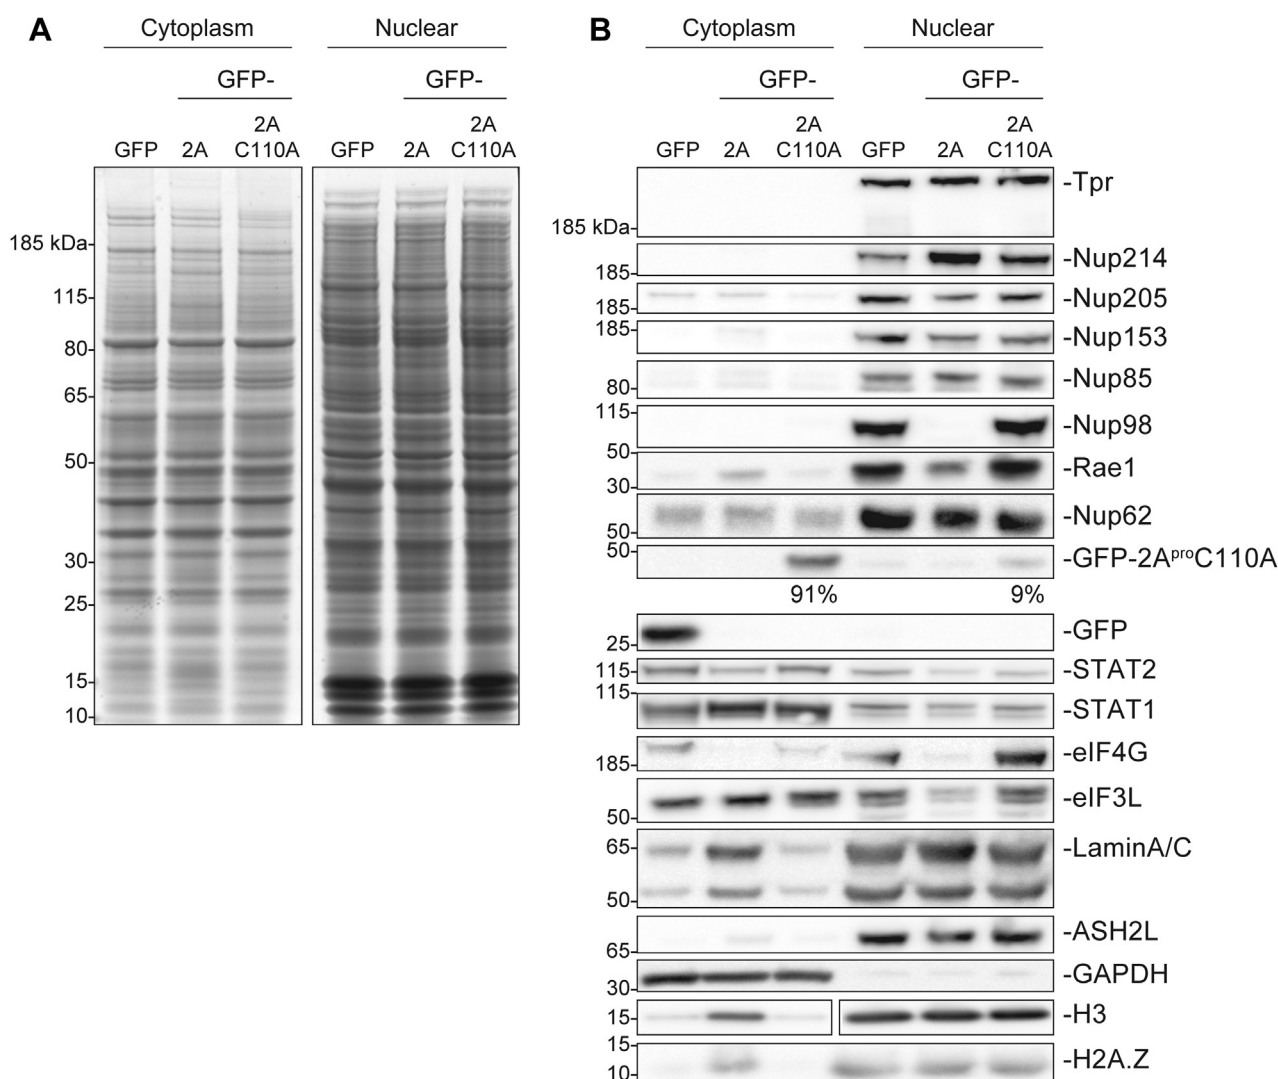 A
Cytoplasm
Nuclear
GFP-
GFP-
GFP
2A
2A
C110A
GFP
2A
2A
C110A
185 kDa-
115-
80-
65-
50-
30-
25-
15-
10-
B
Cytoplasm
Nuclear
GFP-
GFP-
GFP
2A
2A
C110A
GFP
2A
2A
C110A
-Tpr
185 kDa-
-Nup214
185-
-Nup205
185-
185-
-Nup153
-Nup85
80-
115-
-Nup98
50-
-Rae1
30-
-Nup62
50-
50-
-GFP-2AproC110A
91%
9%
-GFP
25-
-STAT2
115-
115-
-STAT1
-eIF4G
185-
-eIF3L
50-
65-
-LaminA/C
50-
-ASH2L
65-
-GAPDH
30-
15-
-H3
15-
-H2A.Z
10-